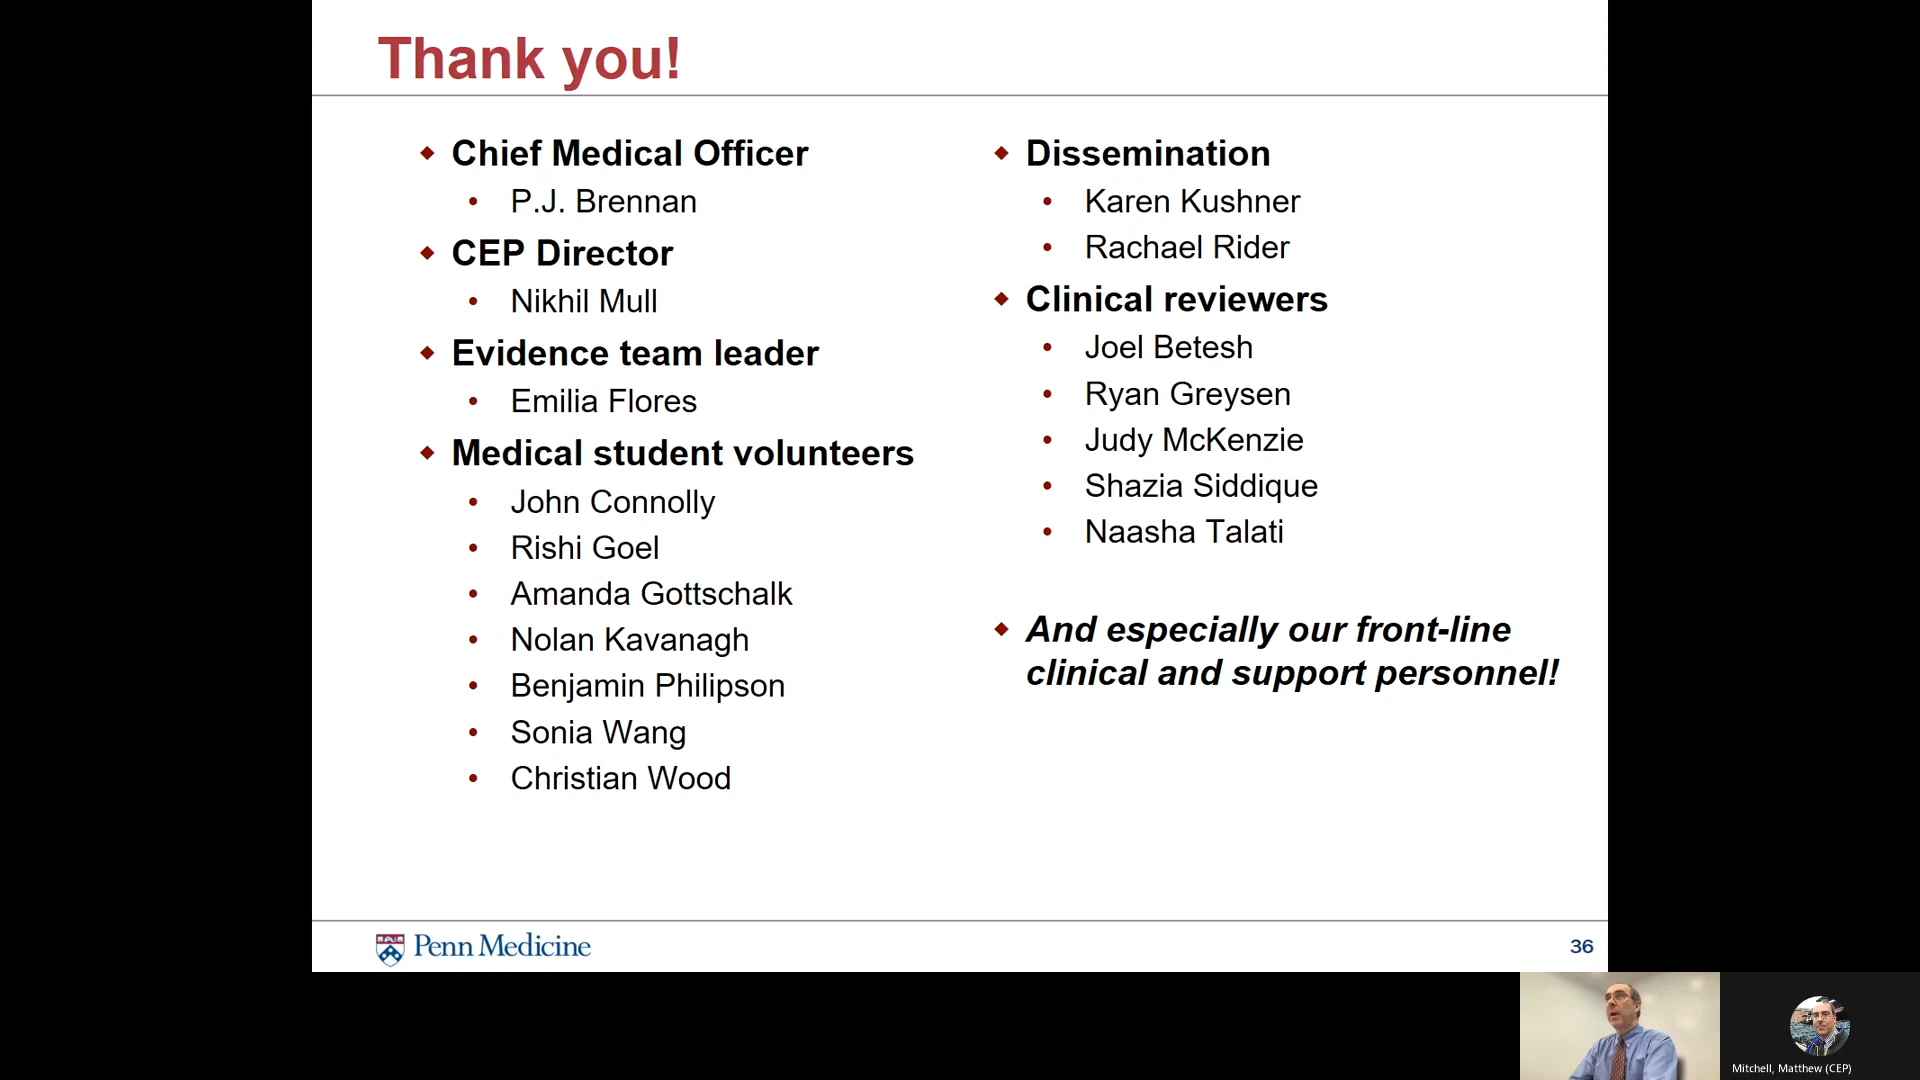 Thank you!
Chief Medical Officer
P.J. Brennan
CEP Director
Nikhil Mull
Evidence team leader
Emilia Flores
Medical student volunteers
John Connolly
Rishi Goel
Amanda Gottschalk
Nolan Kavanagh
Benjamin Philipson
Sonia Wang
Christian Wood
Dissemination
Karen Kushner
Rachael Rider
Clinical reviewers
Joel Betesh
Ryan Greysen
Judy McKenzie
Shazia Siddique
Naasha Talati
And especially our front-line
clinical and support personnel!
Penn Medicine
36
Mitchell, Matthew (CEP)